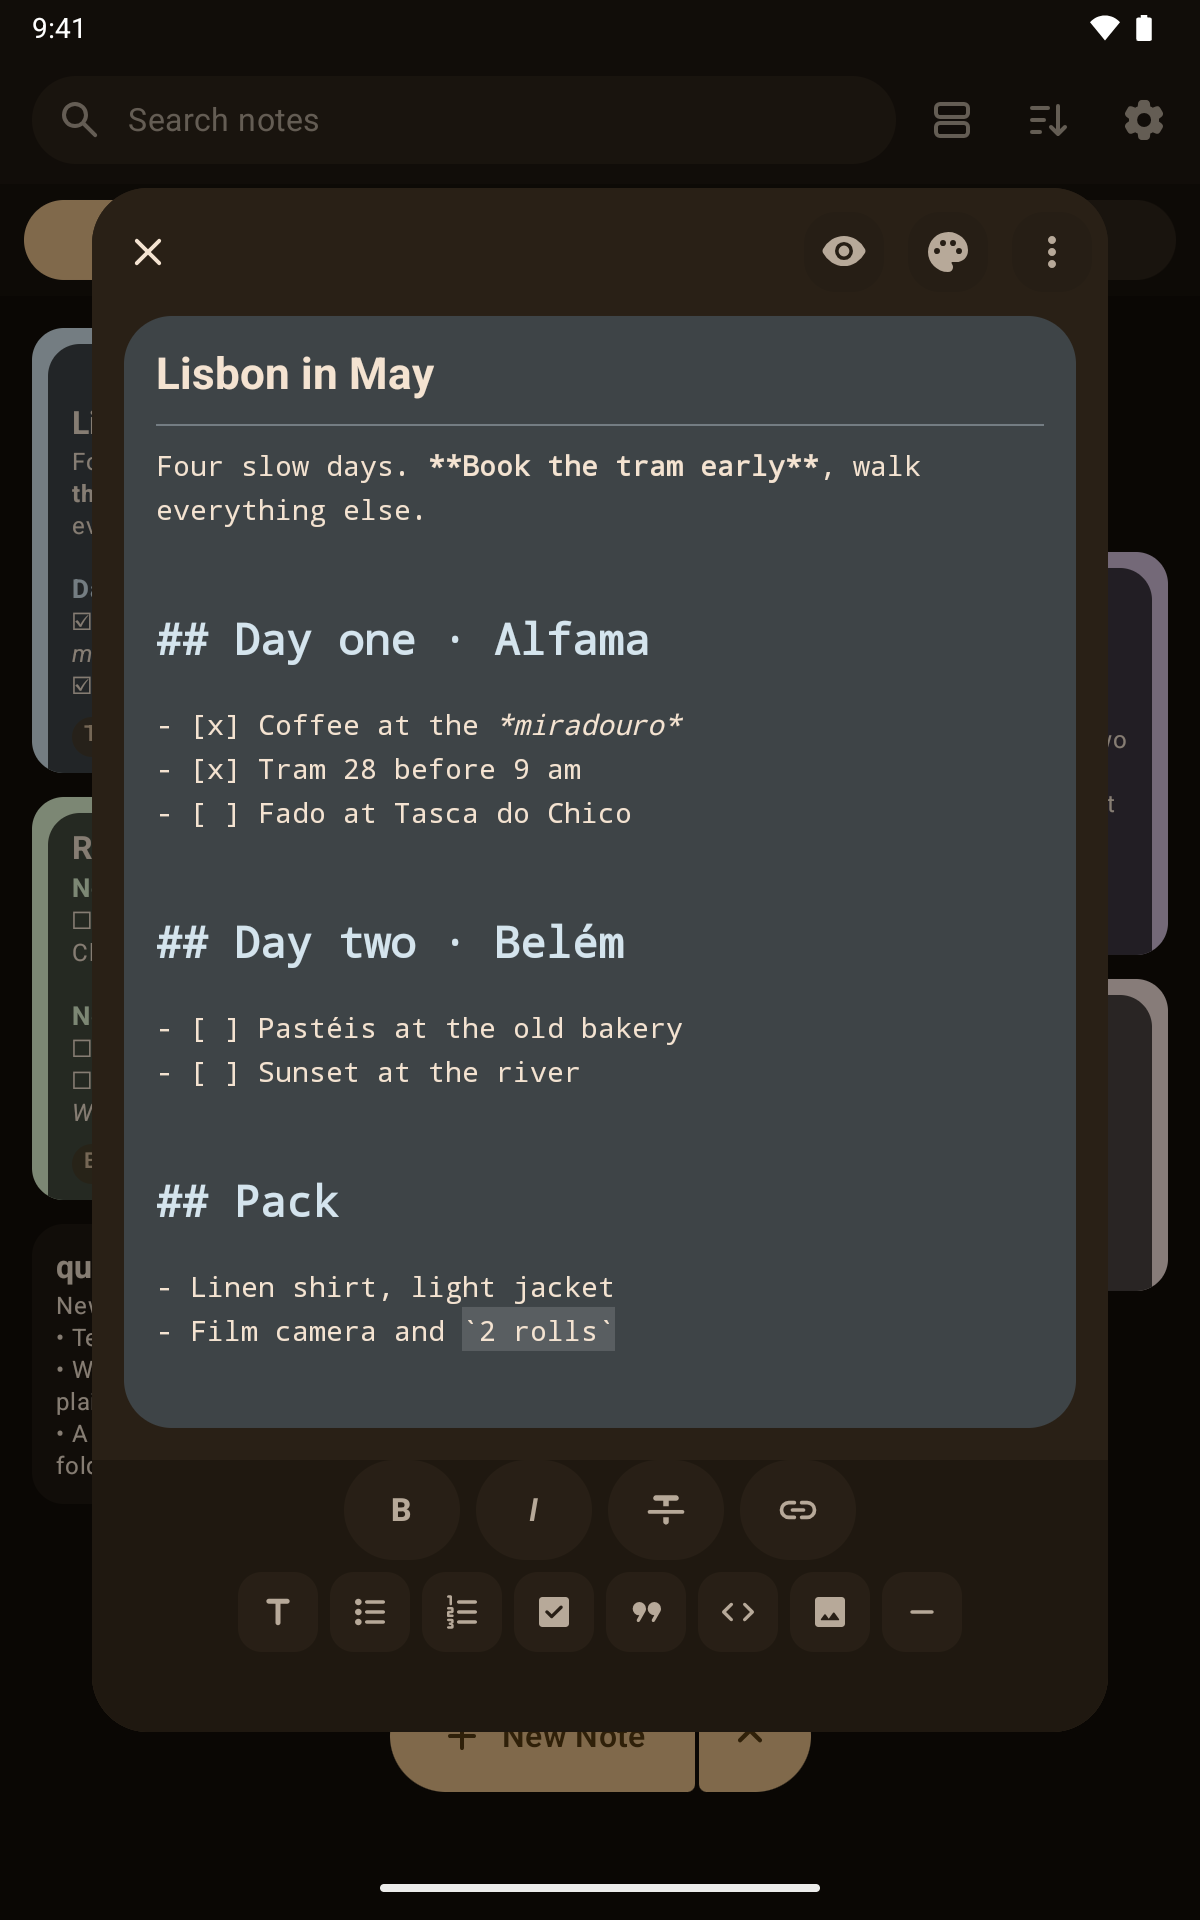 9:41
Search notes
Lisbon in May
Four slow days. **Book the tram early**, walk
everything else.
## Day one · Alfama
- [x] Coffee at the *miradouro*
- [x] Tram 28 before 9 am
- [ ] Fado at Tasca do Chico
## Day two · Belém
- [ ] Pastéis at the old bakery
- [ ] Sunset at the river
## Pack
- Linen shirt, light jacket
- Film camera and `2 rolls`
B I
T
New Note